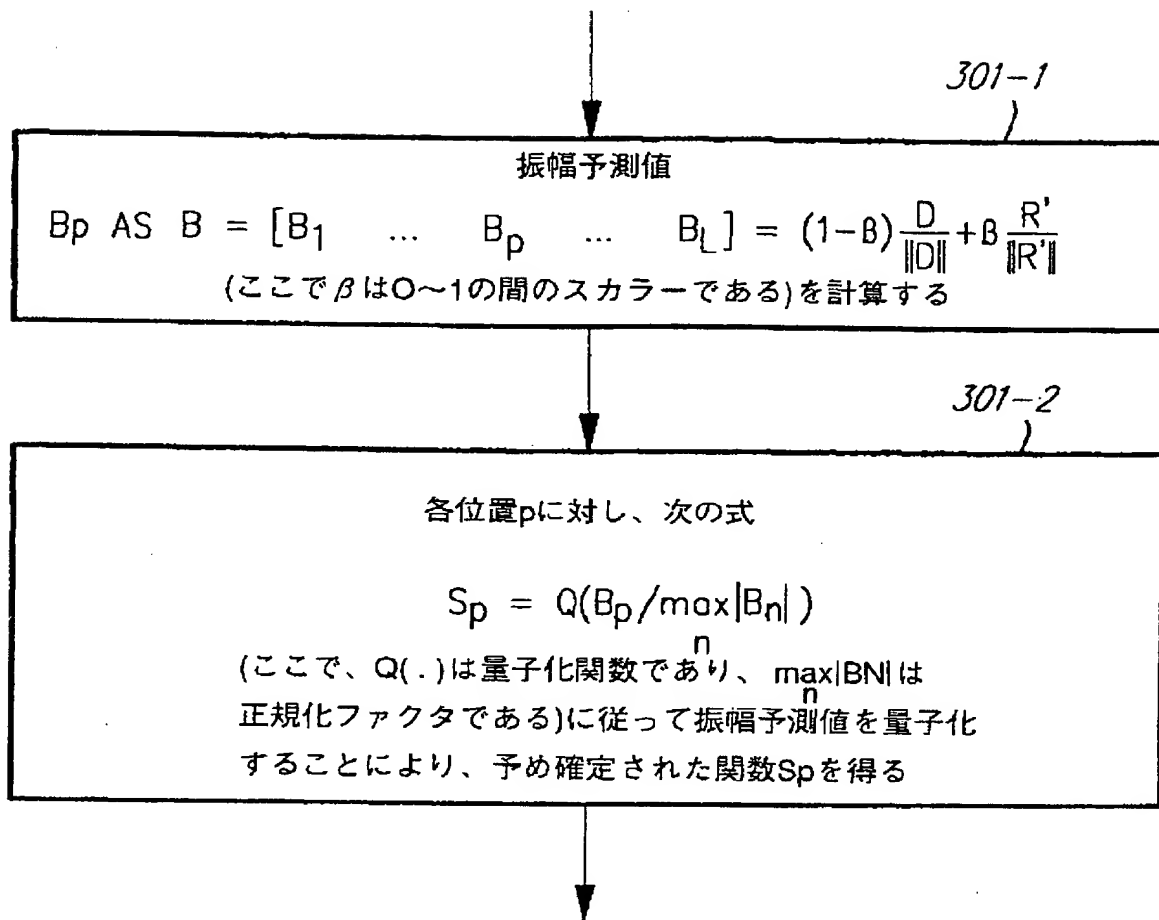 301-1
振幅予測値
Bp AS B = [B1 ... Bp ... BL] = (1-β) D/‖D‖ + β R'/‖R'‖
(ここでβは0~1の間のスカラーである)を計算する
301-2
各位置pに対し、次の式
Sp = Q(Bp/max|Bn|)
n
(ここで、Q(.)は量子化関数であり、max|BN|は
n
正規化ファクタである)に従って振幅予測値を量子化
することにより、予め確定された関数Spを得る